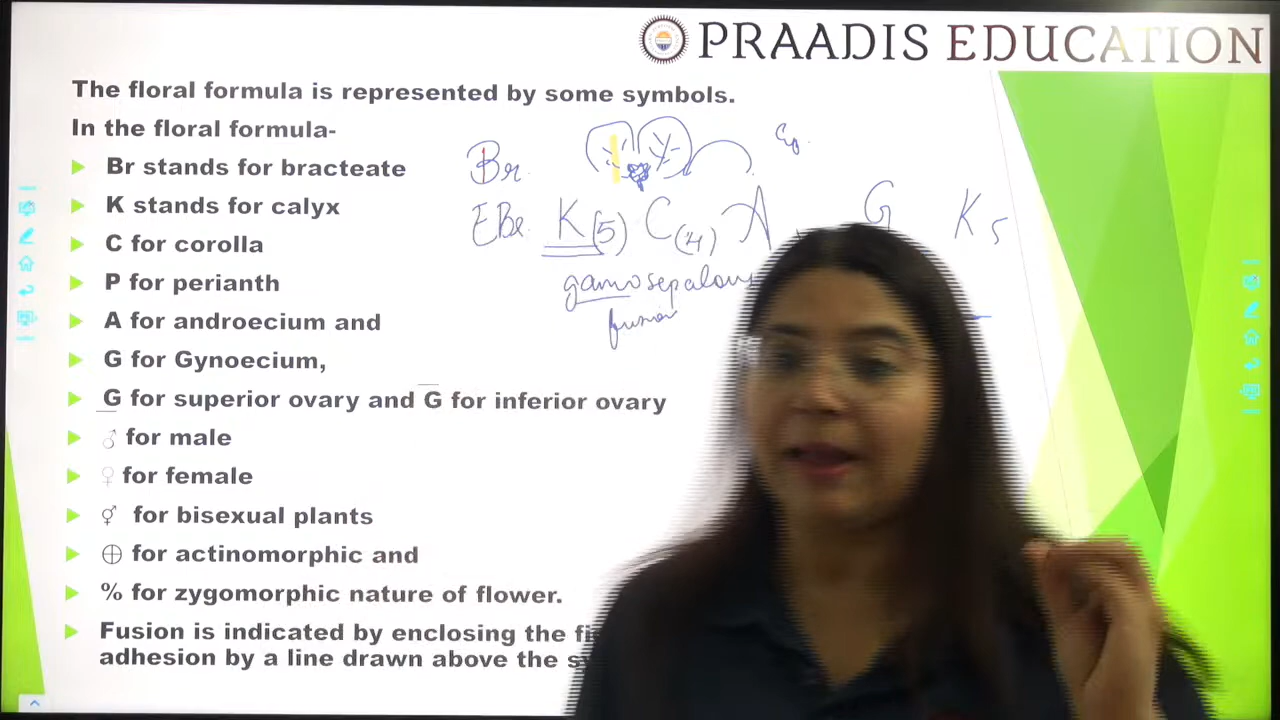 PRAADIS EDUCATION
The floral formula is represented by some symbols.
In the floral formula-
Br stands for bracteate
K stands for calyx
C for corolla
P for perianth
A for androecium and
G for Gynoecium,
G for superior ovary and G for inferior ovary
♂ for male
♀ for female
⚥ for bisexual plants
⊕ for actinomorphic and
% for zygomorphic nature of flower.
Fusion is indicated by enclosing the
adhesion by a line drawn above the
Br
EBr K(5) C(4) A G K5
gamosepalous
fusion